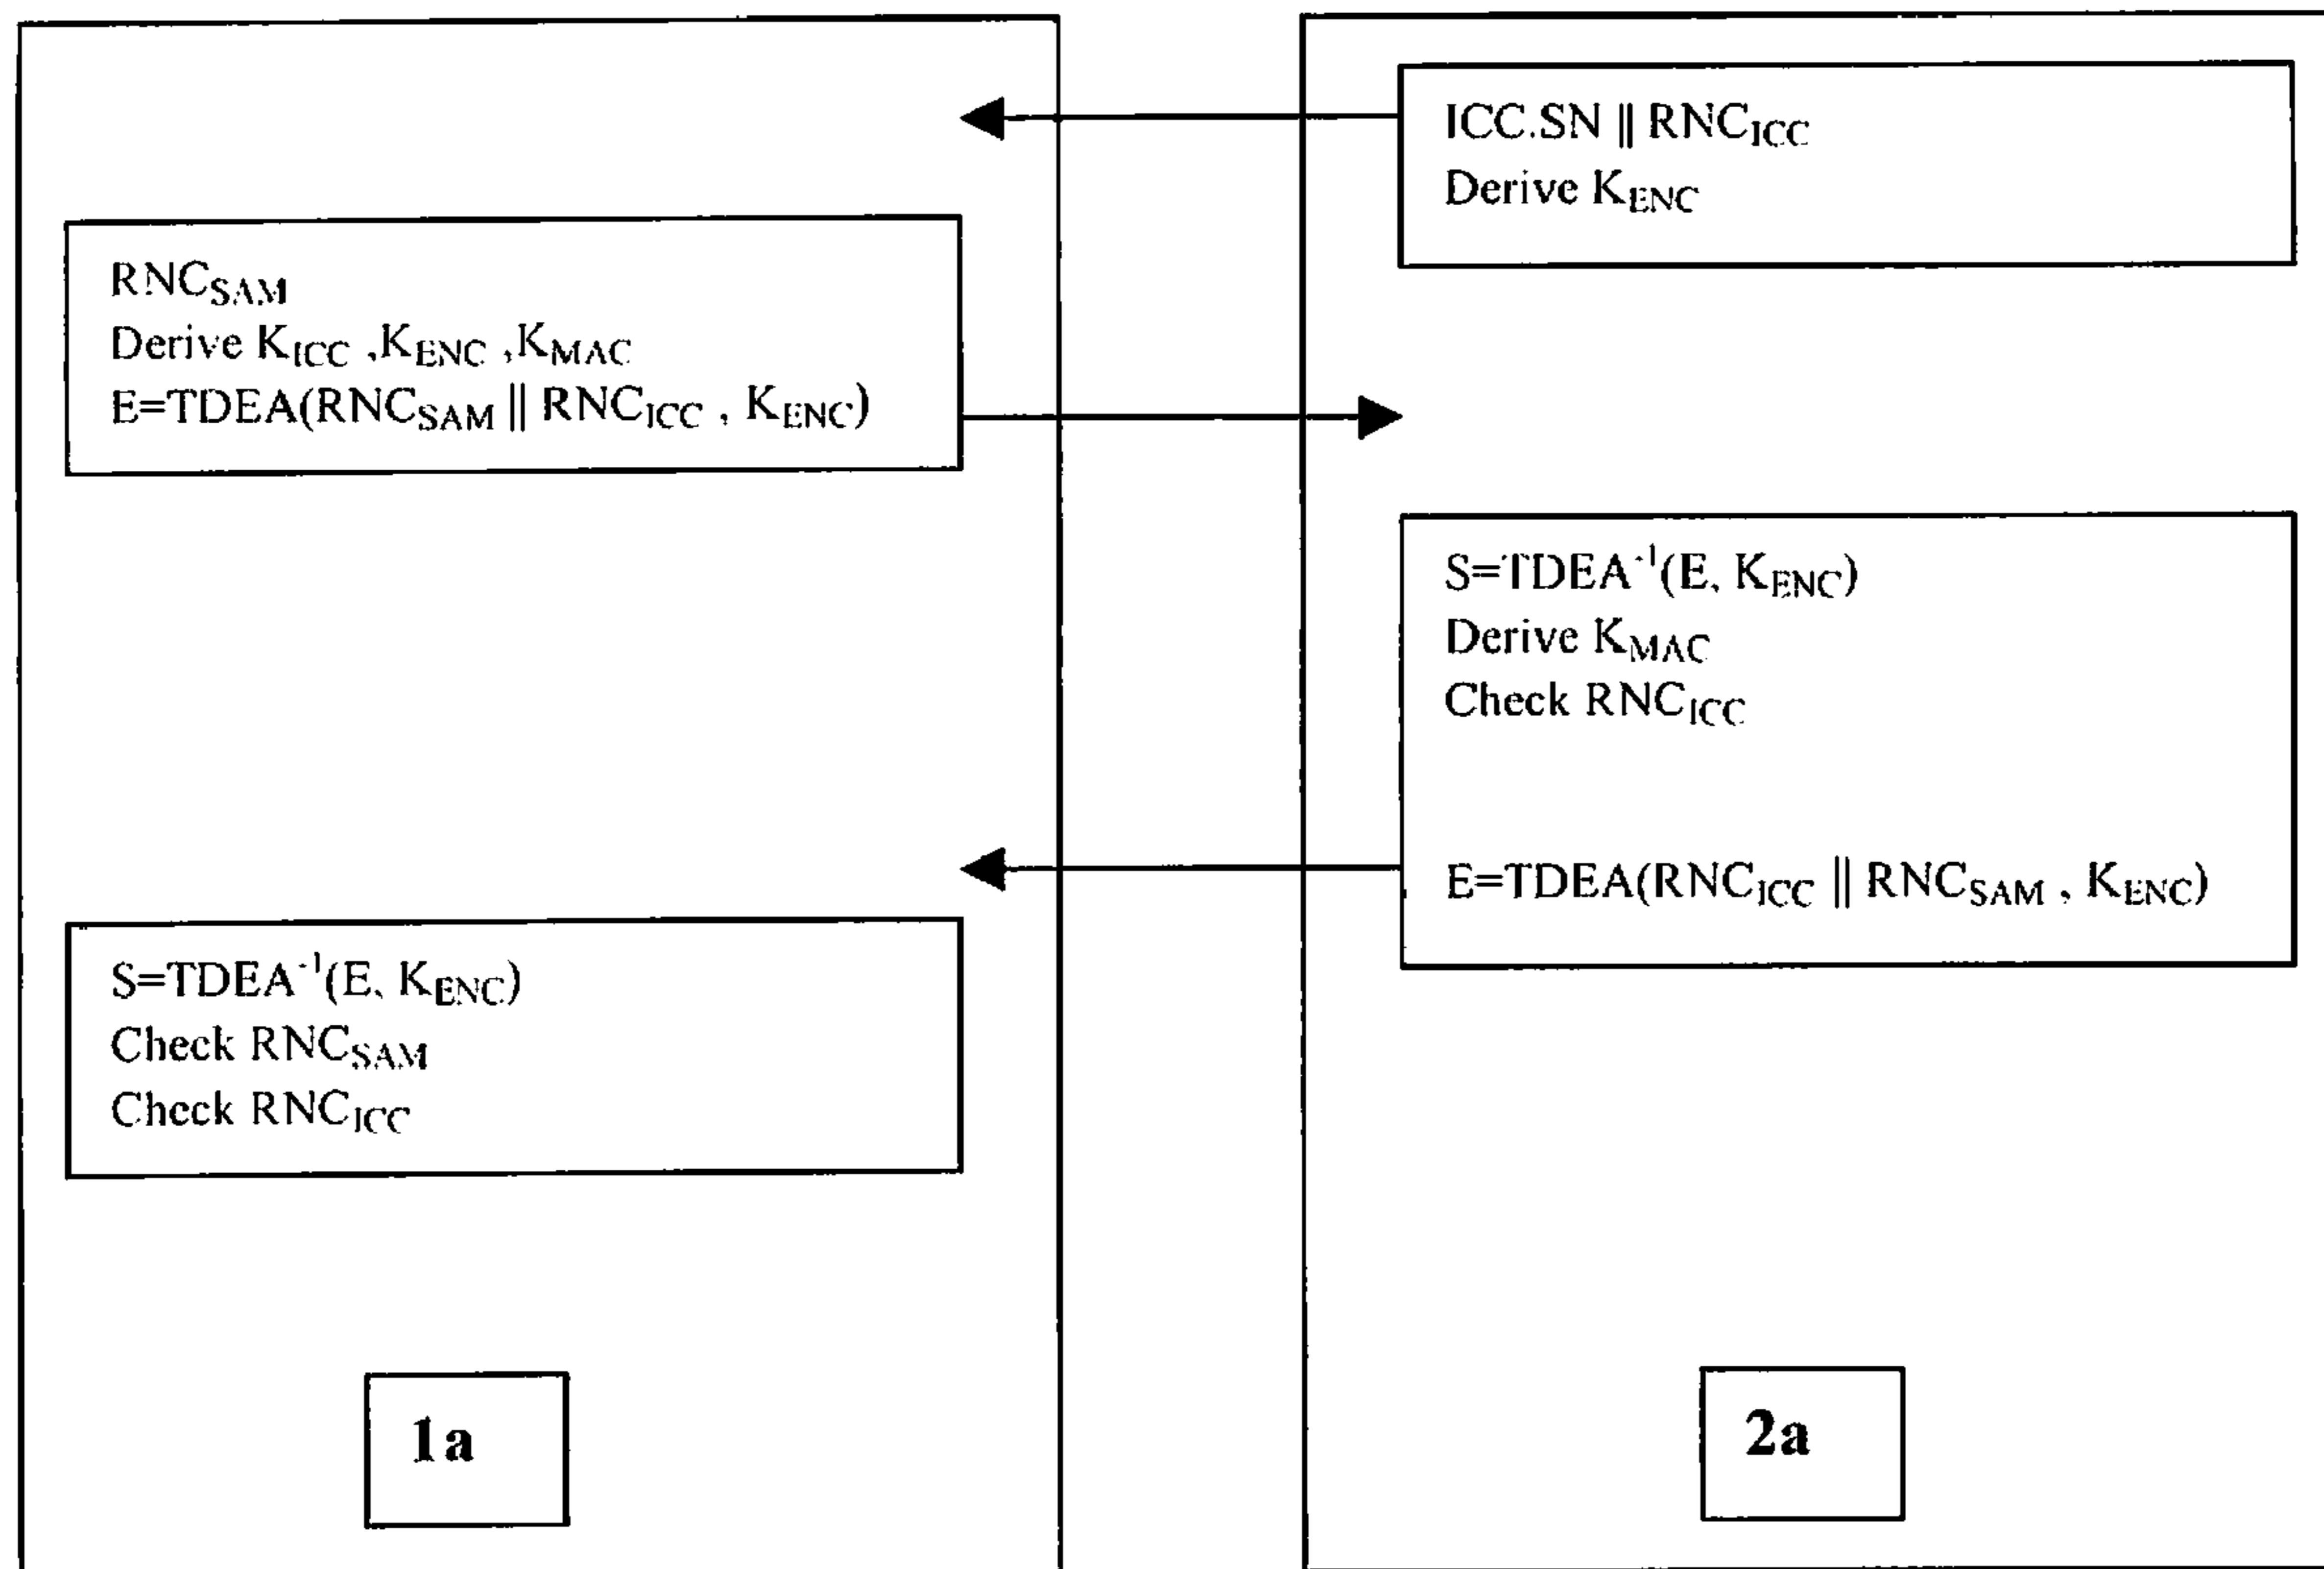 ICC.SN || RNC_ICC
Derive K_ENC
RNC_SAM
Derive K_ICC ,K_ENC ,K_MAC
E=TDEA(RNC_SAM || RNC_ICC , K_ENC)
S=TDEA⁻¹(E, K_ENC)
Derive K_MAC
Check RNC_ICC
E=TDEA(RNC_ICC || RNC_SAM , K_ENC)
S=TDEA⁻¹(E, K_ENC)
Check RNC_SAM
Check RNC_ICC
1a
2a